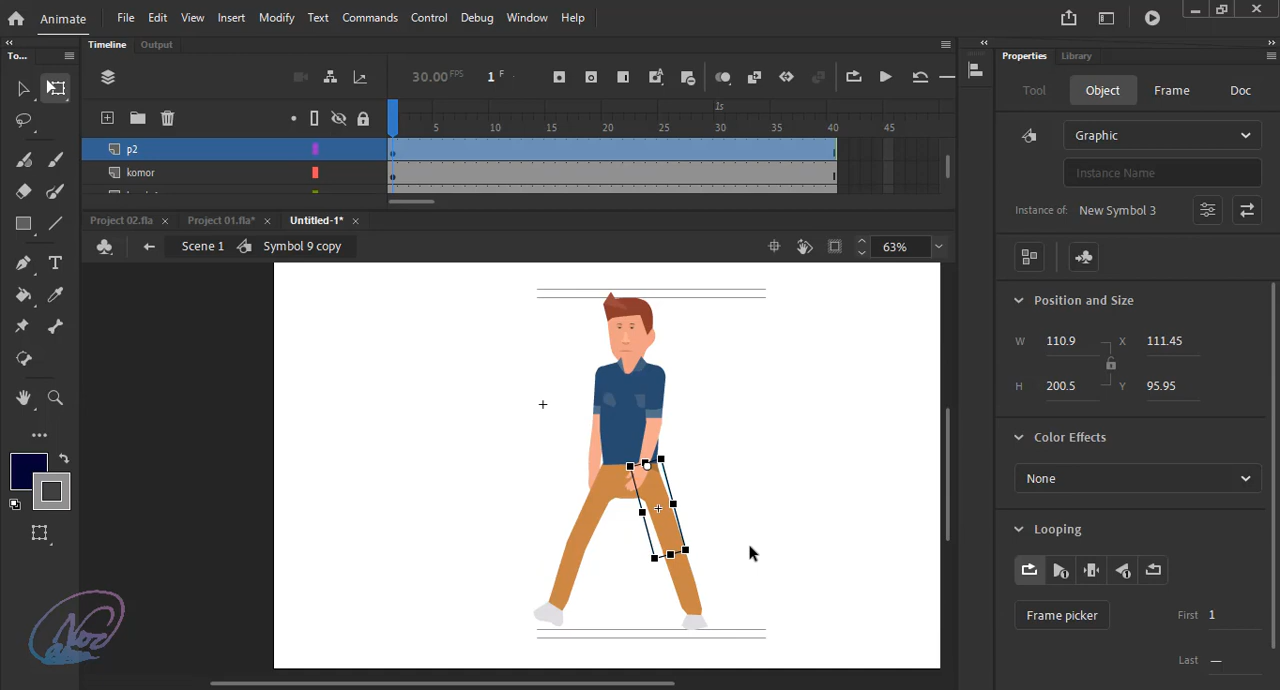 Animate File Edit View Insert Modify Text Commands Control Debug Window Help
To... Timeline Output Properties Library
30.00 FPS 1 F
Tool Object Frame Doc
1s
5 10 15 20 25 30 35 40 45
p2
komor
Graphic
Instance Name
Instance of: New Symbol 3
Project 02.fla × Project 01.fla* × Untitled-1* ×
Scene 1 Symbol 9 copy 63%
Position and Size
W 110.9 X 111.45
H 200.5 Y 95.95
Color Effects
None
Looping
Frame picker First 1
Last —
Noz